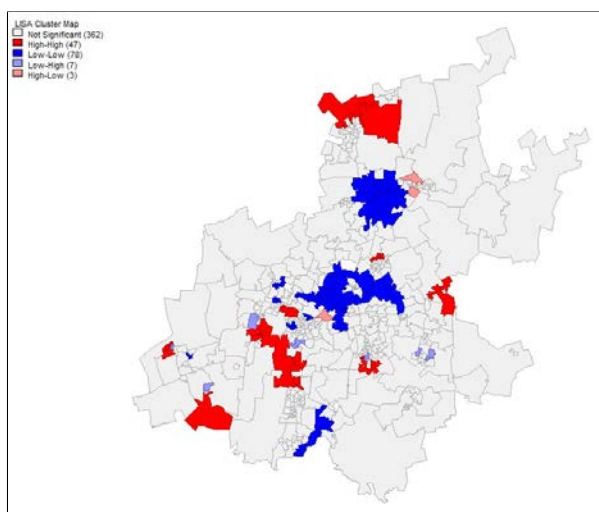 LISA Cluster Map
Not Significant (362)
High-High (47)
Low-Low (78)
Low-High (7)
High-Low (3)